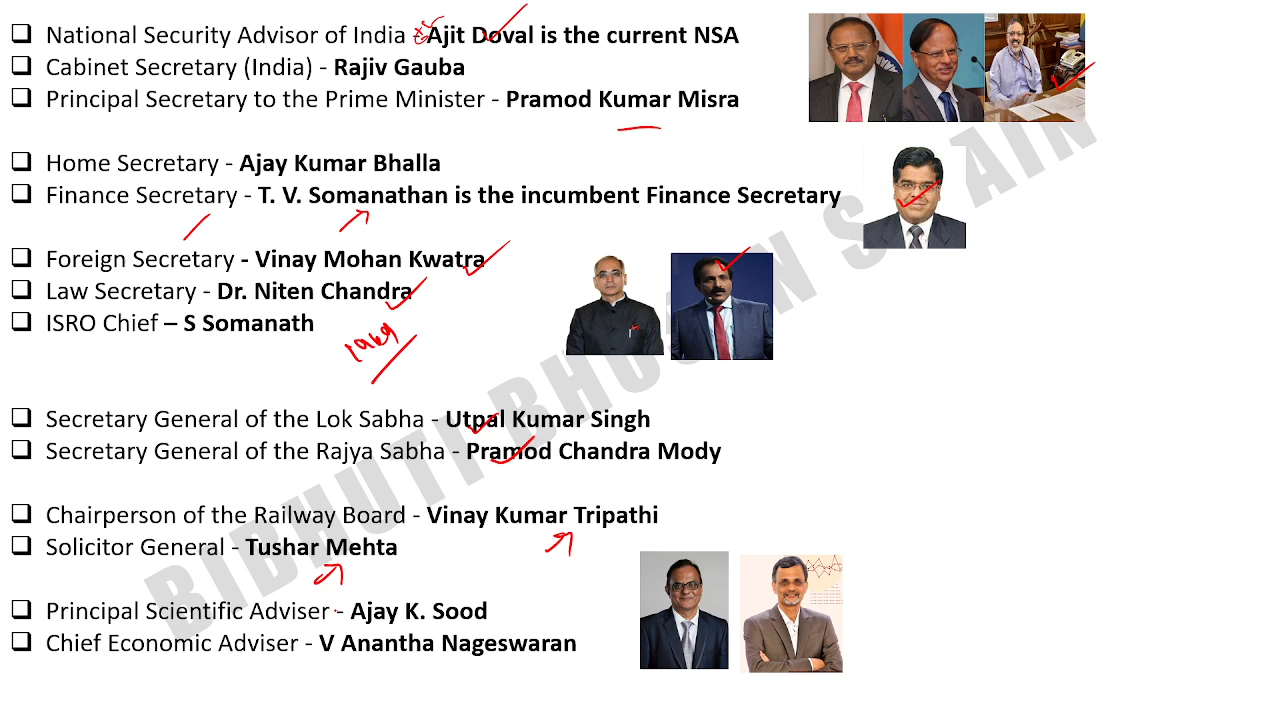 ❑ National Security Advisor of India - Ajit Doval is the current NSA
❑ Cabinet Secretary (India) - Rajiv Gauba
❑ Principal Secretary to the Prime Minister - Pramod Kumar Misra
❑ Home Secretary - Ajay Kumar Bhalla
❑ Finance Secretary - T. V. Somanathan is the incumbent Finance Secretary
❑ Foreign Secretary - Vinay Mohan Kwatra
❑ Law Secretary - Dr. Niten Chandra
❑ ISRO Chief – S Somanath
1969
❑ Secretary General of the Lok Sabha - Utpal Kumar Singh
❑ Secretary General of the Rajya Sabha - Pramod Chandra Mody
❑ Chairperson of the Railway Board - Vinay Kumar Tripathi
❑ Solicitor General - Tushar Mehta
❑ Principal Scientific Adviser - Ajay K. Sood
❑ Chief Economic Adviser - V Anantha Nageswaran